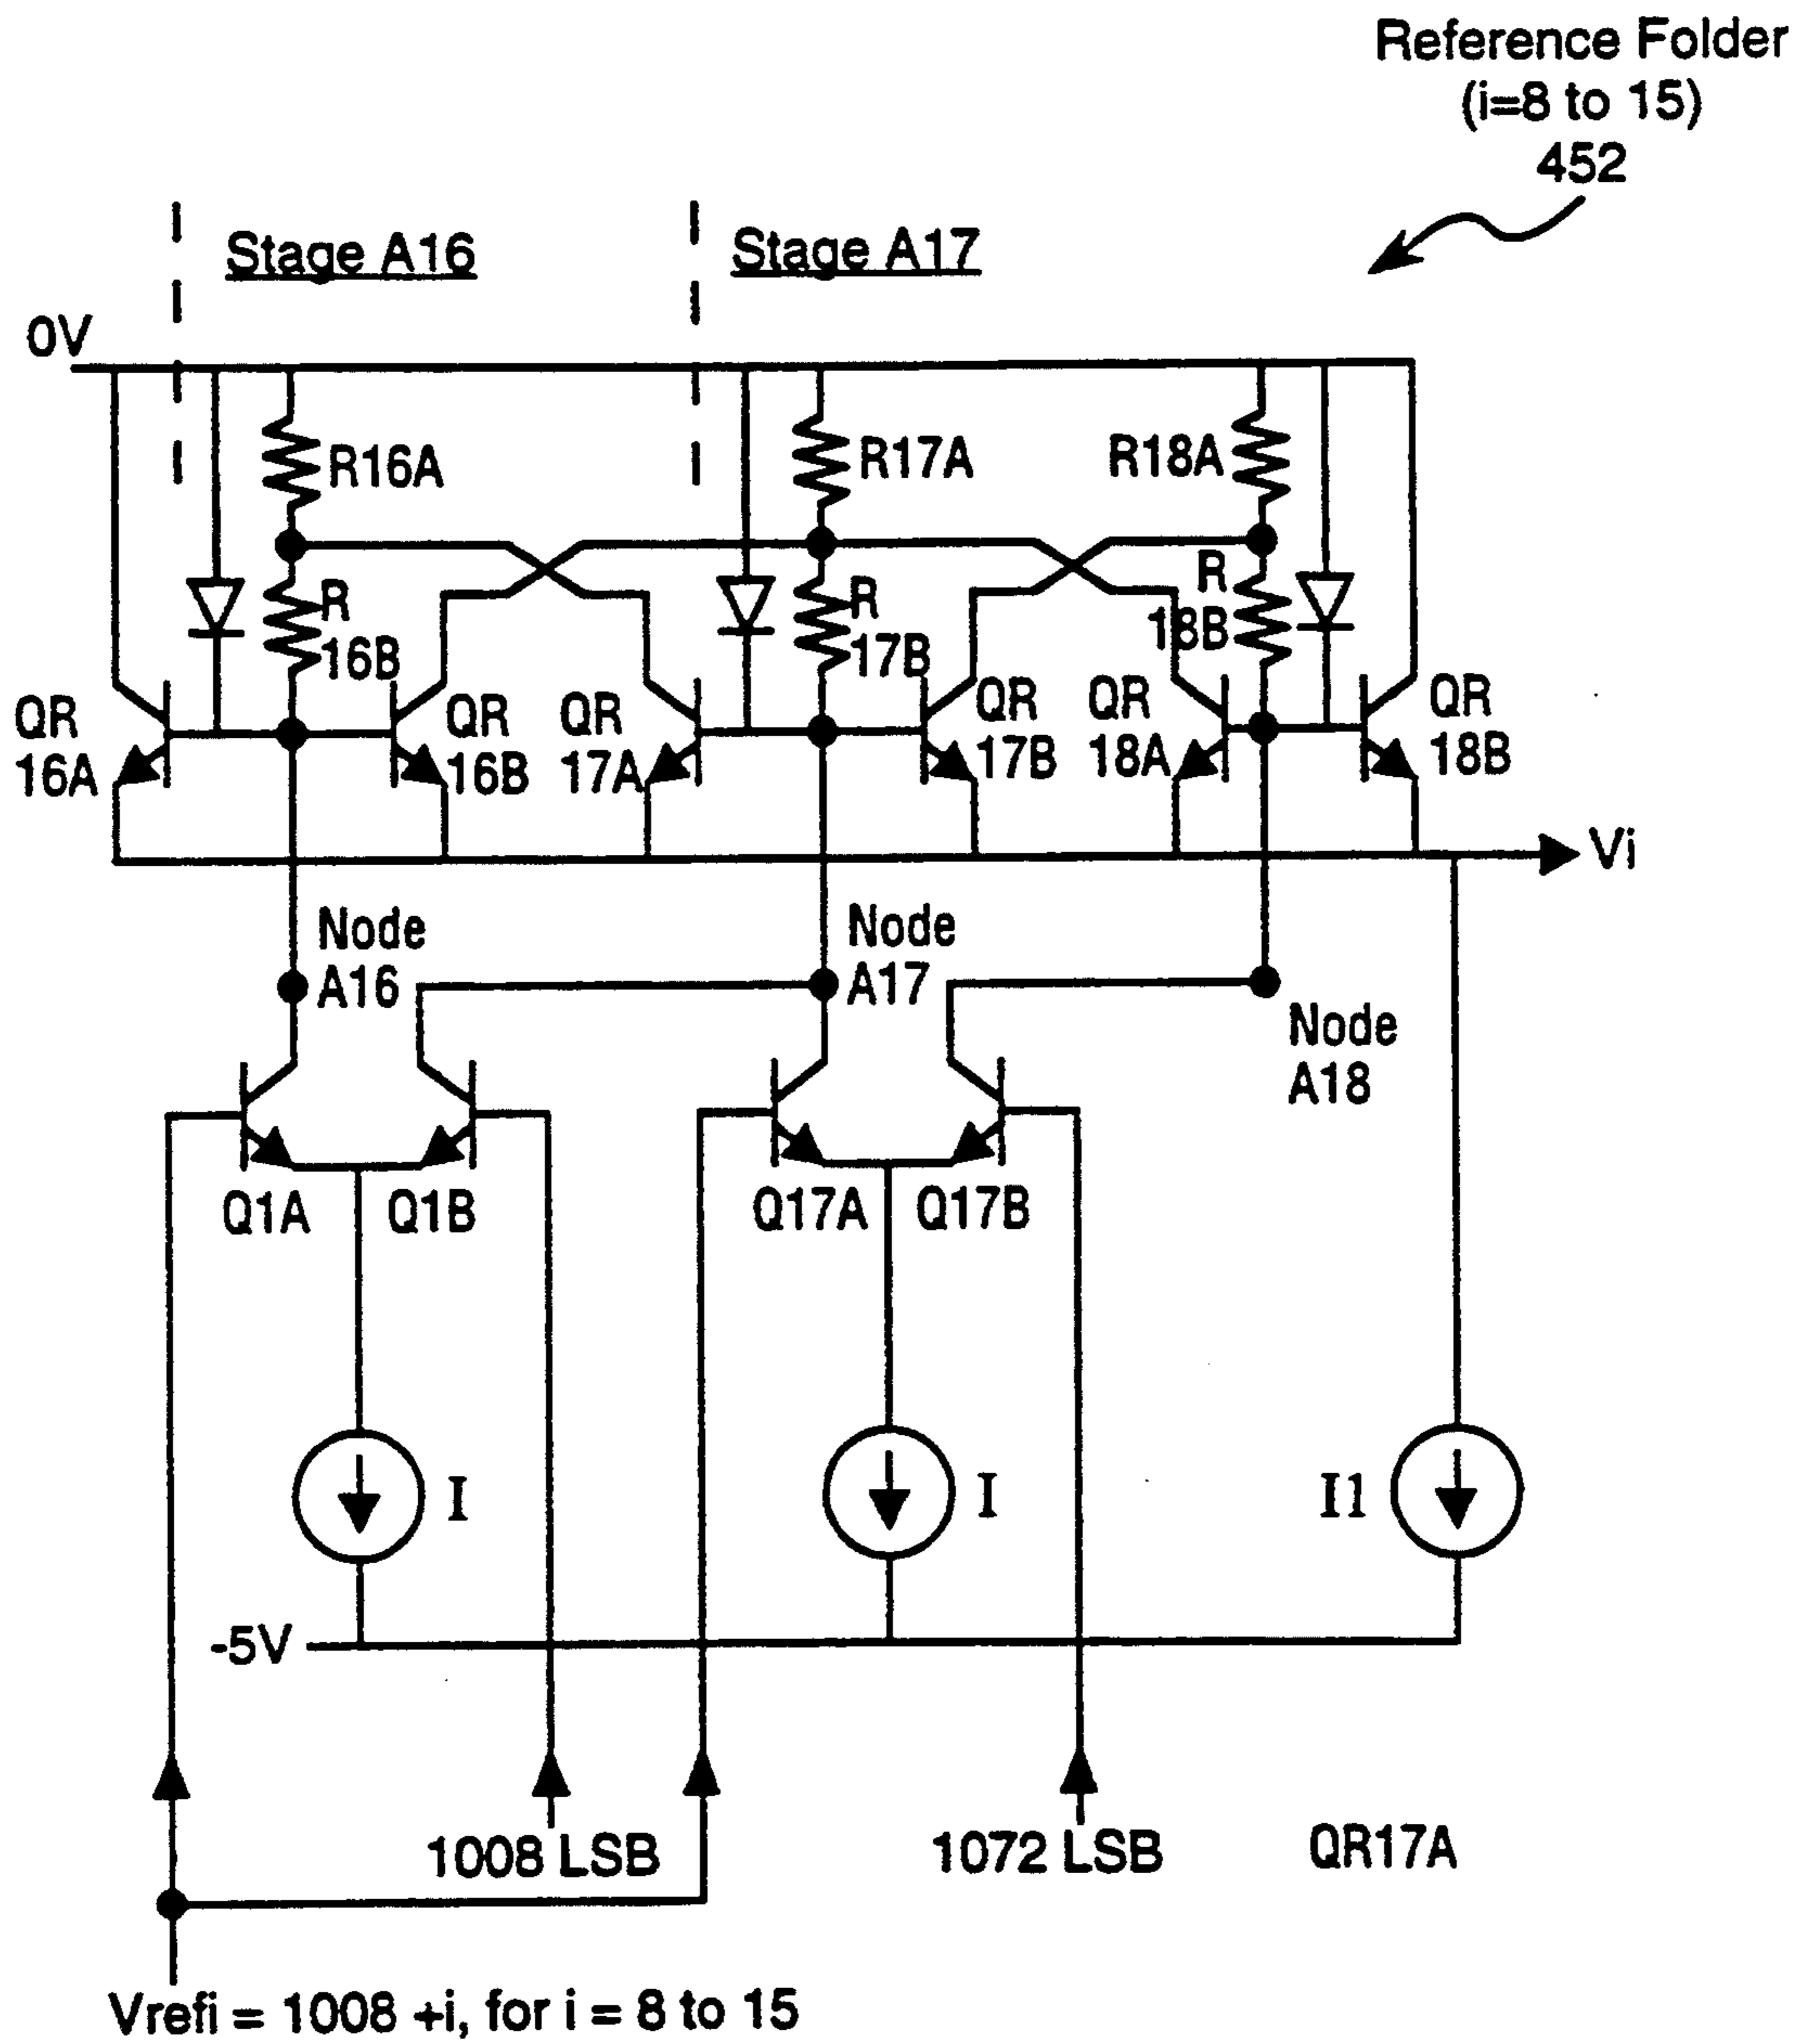 Reference Folder
(i=8 to 15)
452
Stage A16
Stage A17
0V
R16A
R17A
R18A
R
16B
R
17B
R
18B
QR
16A
QR
16B
QR
17A
QR
17B
QR
18A
QR
18B
Vi
Node
A16
Node
A17
Node
A18
Q1A
Q1B
Q17A
Q17B
I
I
I1
-5V
1008 LSB
1072 LSB
QR17A
Vrefi = 1008 +i, for i = 8 to 15